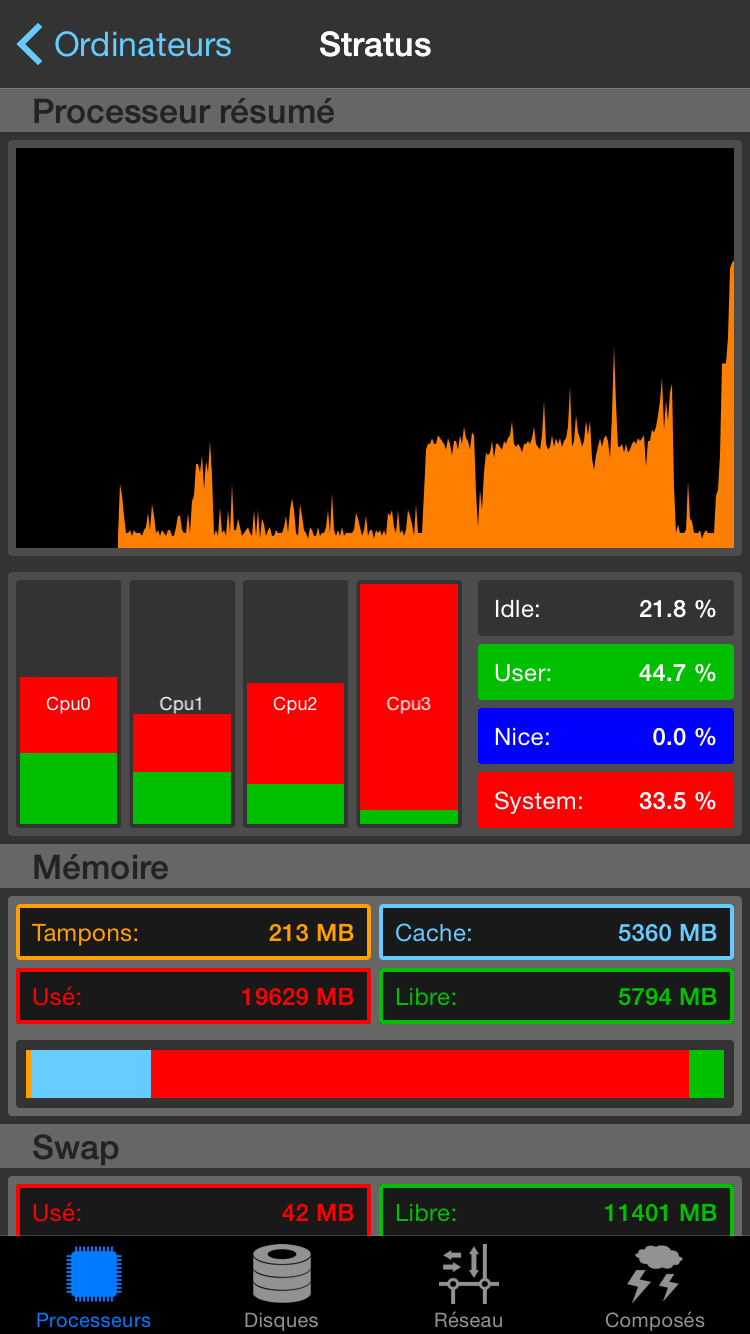 Ordinateurs Stratus
Processeur résumé
Cpu0 Cpu1 Cpu2 Cpu3
Idle: 21.8 %
User: 44.7 %
Nice: 0.0 %
System: 33.5 %
Mémoire
Tampons: 213 MB Cache: 5360 MB
Usé: 19629 MB Libre: 5794 MB
Swap
Usé: 42 MB Libre: 11401 MB
Processeurs Disques Réseau Composés